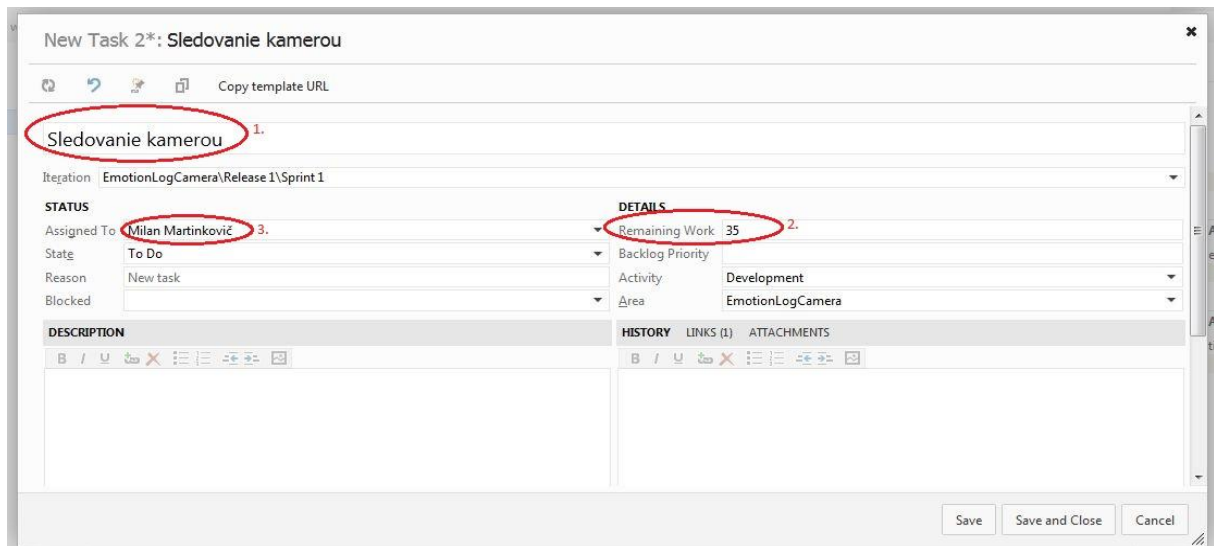 New Task 2*: Sledovanie kamerou
Copy template URL
Sledovanie kamerou 1.
Iteration EmotionLogCamera\Release 1\Sprint 1
STATUS
Assigned To Milan Martinkovič 3.
State To Do
Reason New task
Blocked
DETAILS
Remaining Work 35 2.
Backlog Priority
Activity Development
Area EmotionLogCamera
DESCRIPTION
B I U
HISTORY LINKS (1) ATTACHMENTS
B I U
Save Save and Close Cancel